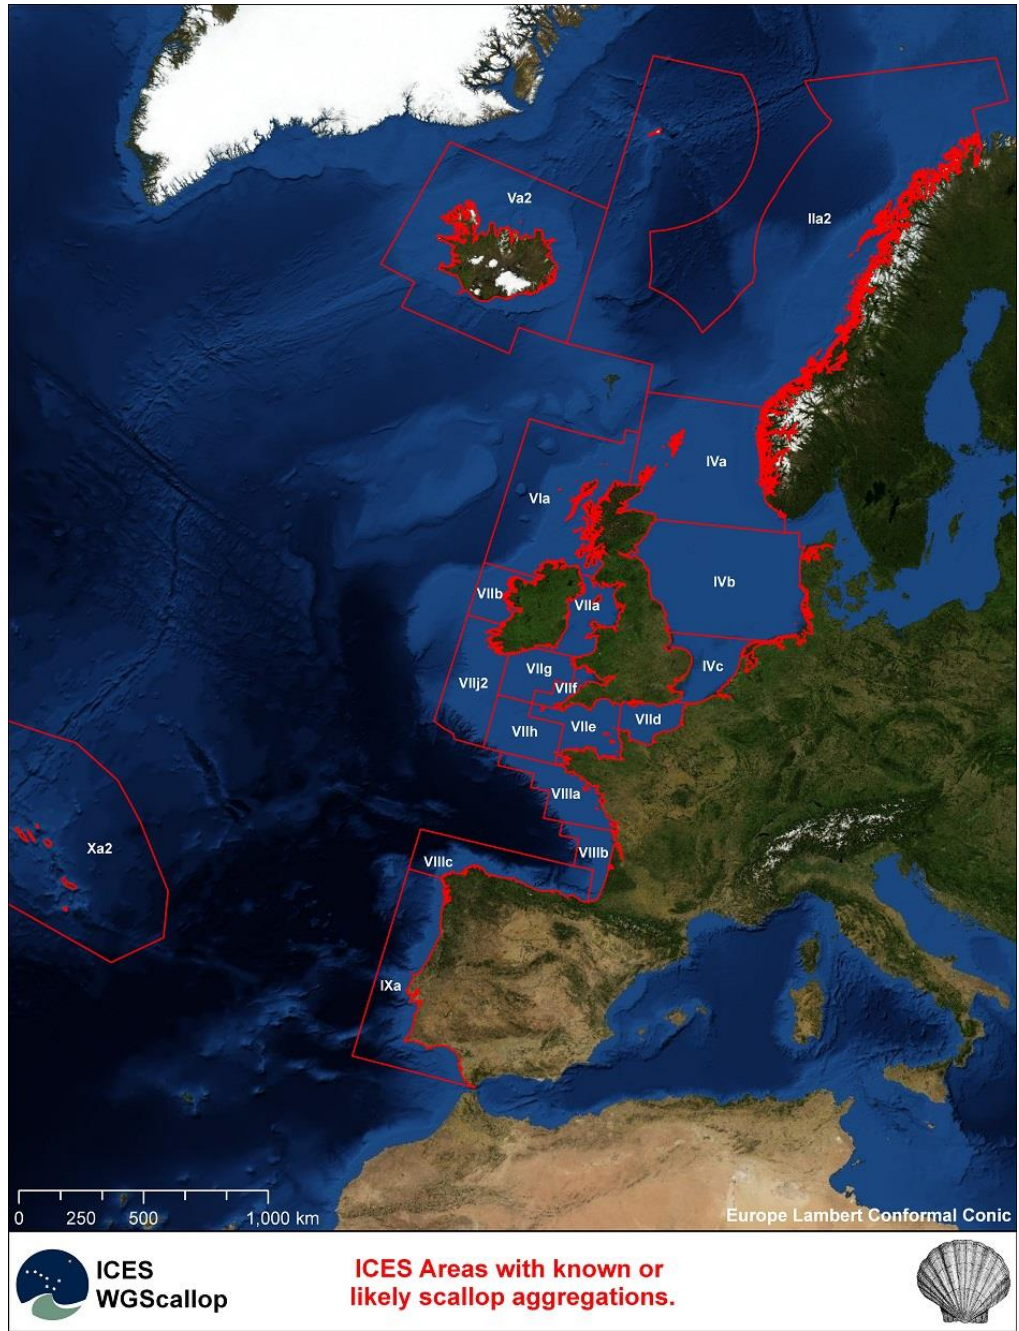 Va2
IIa2
IVa
VIa
IVb
VIIb
VIIa
IVc
VIIg
VIIj2
VIIf
VIId
VIIe
VIIh
VIIIa
Xa2
VIIIb
VIIIc
IXa
0 250 500 1,000 km
Europe Lambert Conformal Conic
ICES
WGScallop
ICES Areas with known or
likely scallop aggregations.